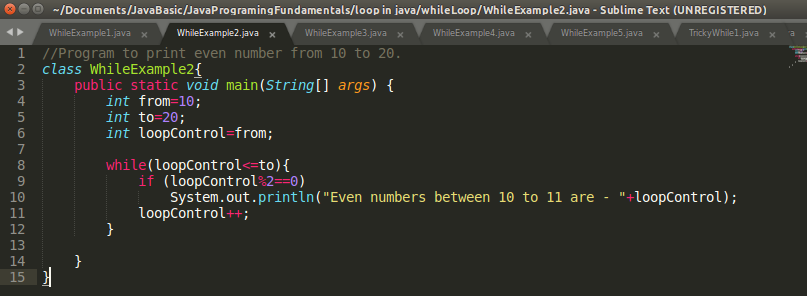 ~/Documents/JavaBasic/JavaProgramingFundamentals/loop in java/whileLoop/WhileExample2.java - Sublime Text (UNREGISTERED)
WhileExample1.java × WhileExample2.java × WhileExample3.java × WhileExample4.java × WhileExample5.java × TrickyWhile1.java ×
1 //Program to print even number from 10 to 20.
2 class WhileExample2{
3 public static void main(String[] args) {
4 int from=10;
5 int to=20;
6 int loopControl=from;
7
8 while(loopControl<=to){
9 if (loopControl%2==0)
10 System.out.println("Even numbers between 10 to 11 are - "+loopControl);
11 loopControl++;
12 }
13
14 }
15 }